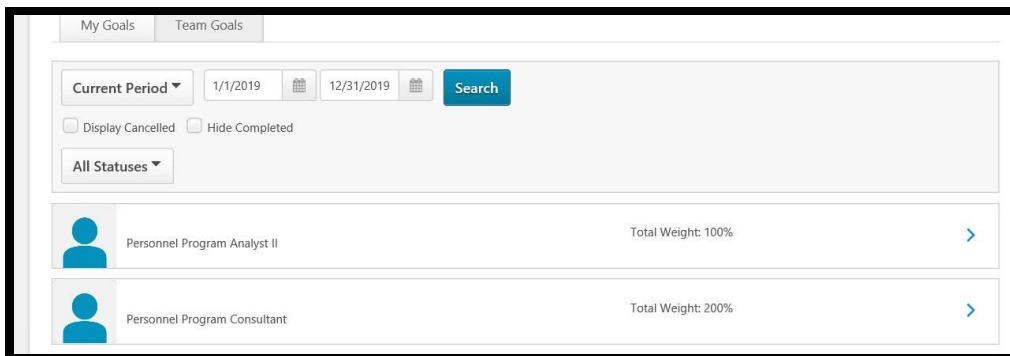 My Goals Team Goals
Current Period 1/1/2019 12/31/2019 Search
Display Cancelled Hide Completed
All Statuses
Personnel Program Analyst II Total Weight: 100%
Personnel Program Consultant Total Weight: 200%